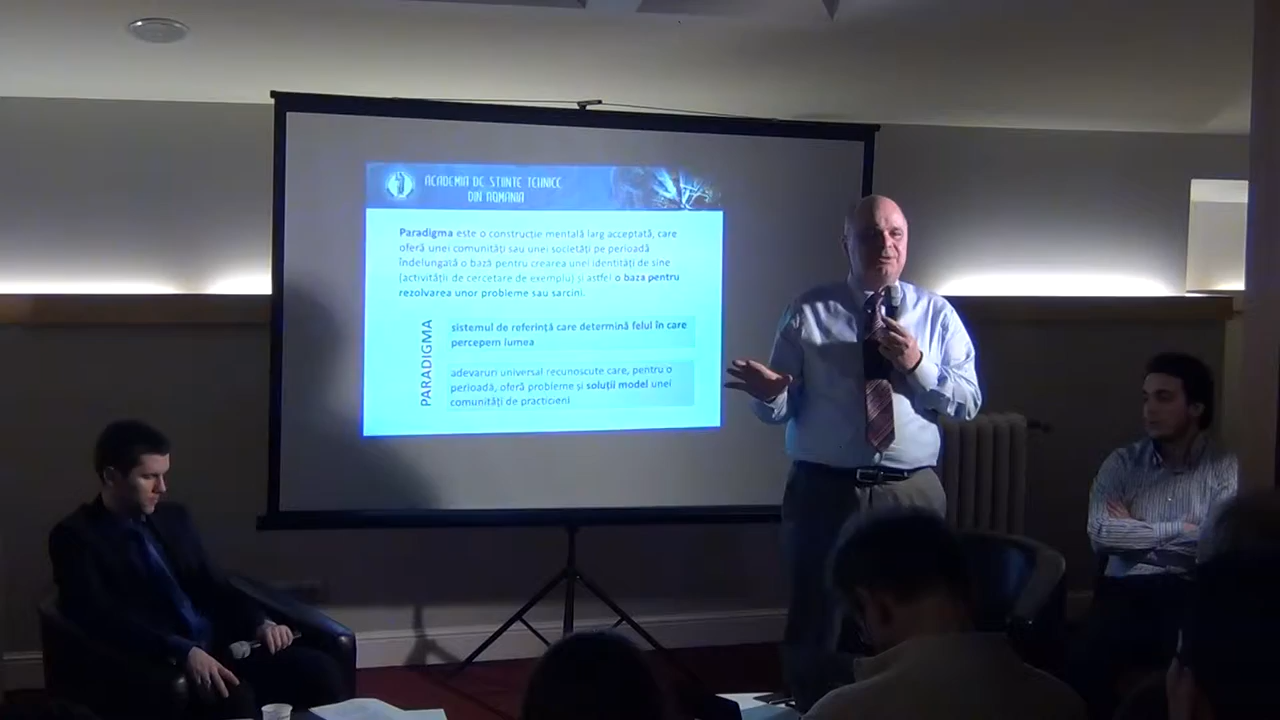 ACADEMIA DE STIINTE TEHNICE
DIN ROMANIA
Paradigma este o construcție mentală larg acceptată, care
oferă unei comunități sau unei societăți pe perioadă
îndelungată o bază pentru crearea unei identități de sine
(activității de cercetare de exemplu) și astfel o baza pentru
rezolvarea unor probleme sau sarcini.
PARADIGMA
sistemul de referință care determină felul în care
percepem lumea
adevaruri universal recunoscute care, pentru o
perioadă, oferă probleme și soluții model unei
comunități de practicieni